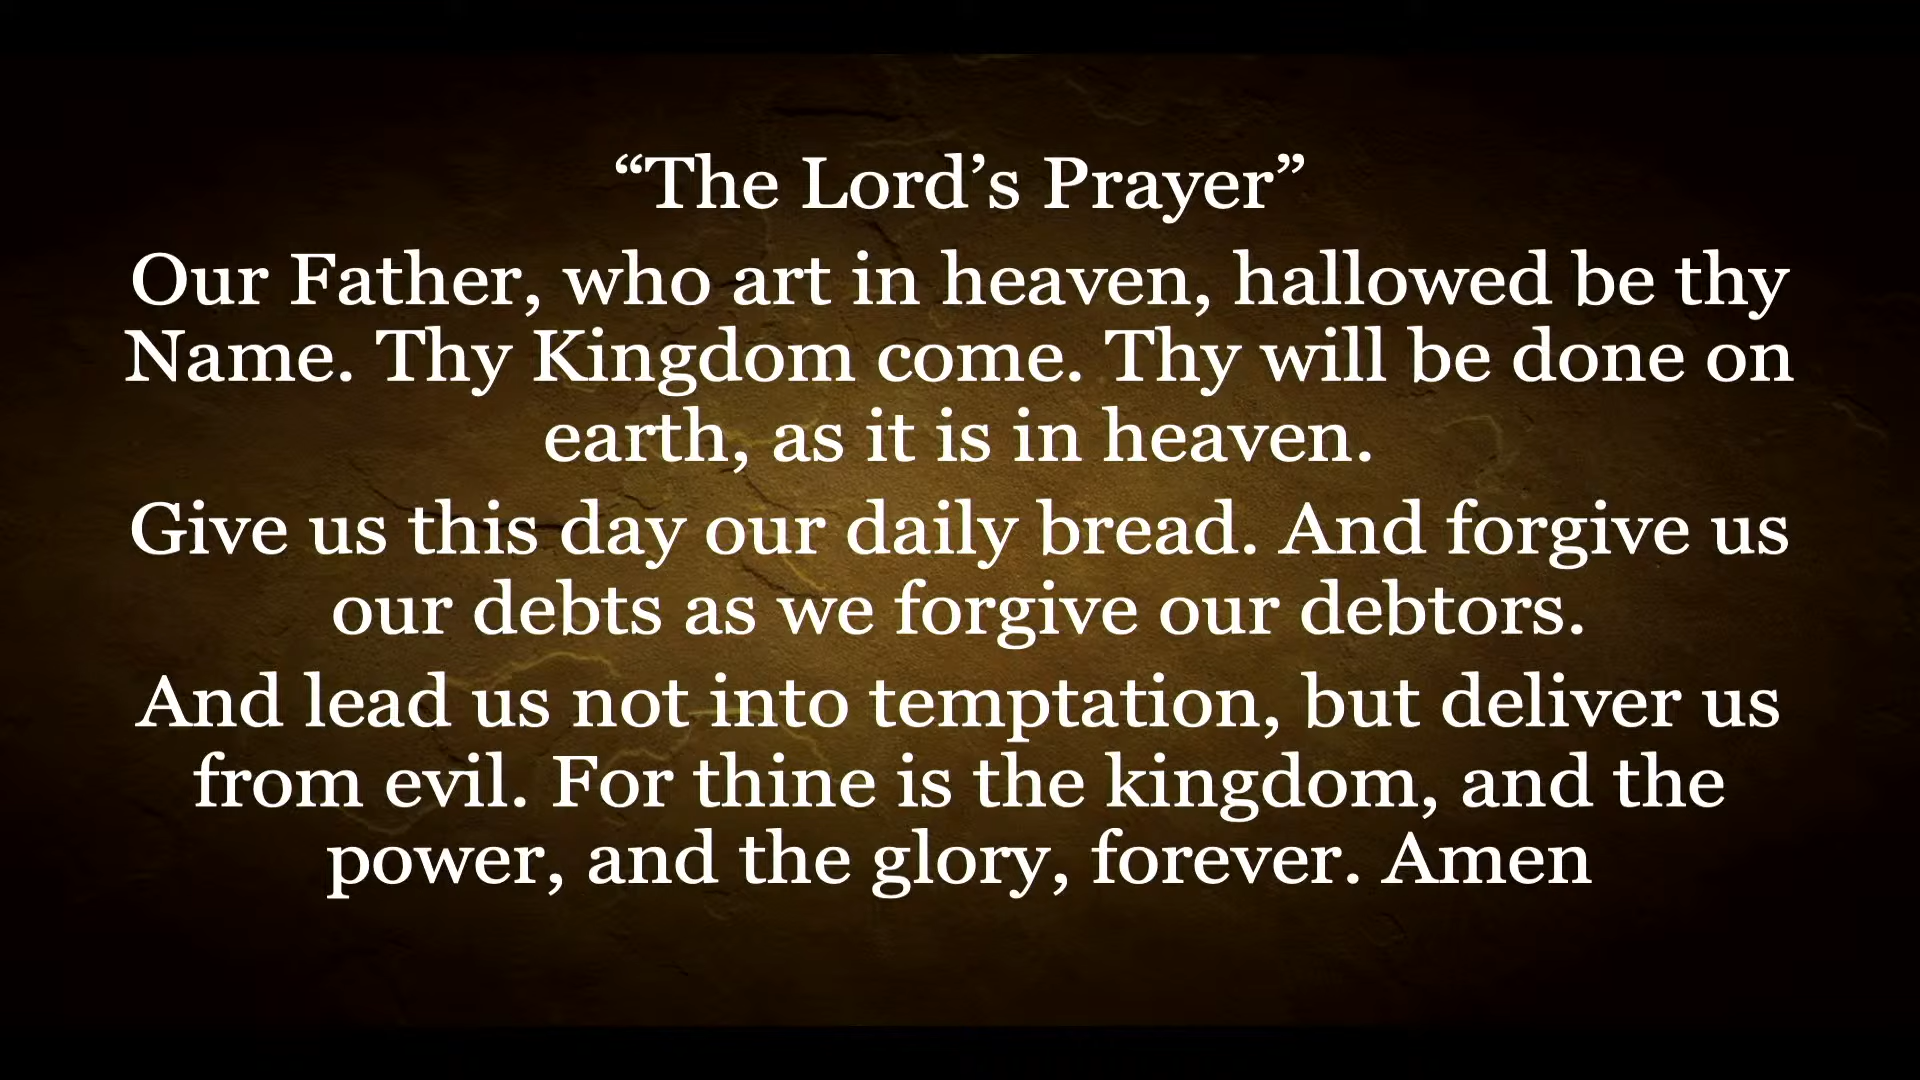 “The Lord’s Prayer”
Our Father, who art in heaven, hallowed be thy
Name. Thy Kingdom come. Thy will be done on
earth, as it is in heaven.
Give us this day our daily bread. And forgive us
our debts as we forgive our debtors.
And lead us not into temptation, but deliver us
from evil. For thine is the kingdom, and the
power, and the glory, forever. Amen